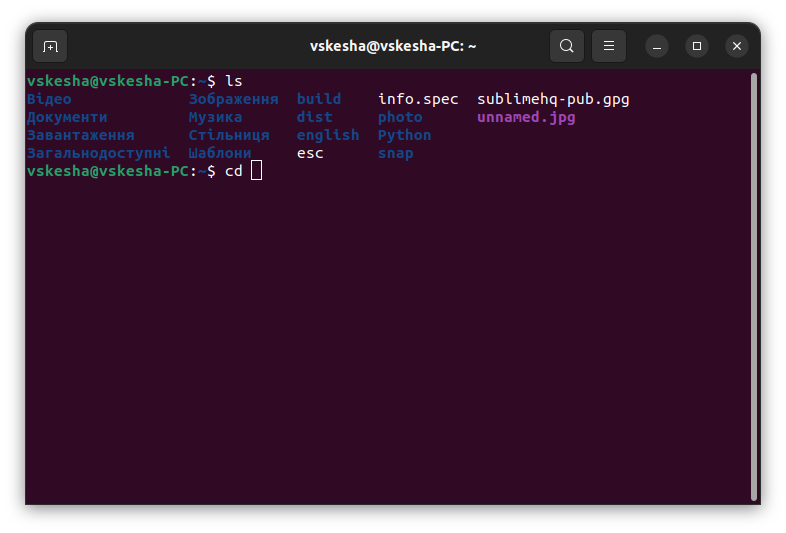 vskesha@vskesha-PC: ~
vskesha@vskesha-PC:~$ ls
Відео Зображення build info.spec sublimehq-pub.gpg
Документи Музика dist photo unnamed.jpg
Завантаження Стільниця english Python
Загальнодоступні Шаблони esc snap
vskesha@vskesha-PC:~$ cd